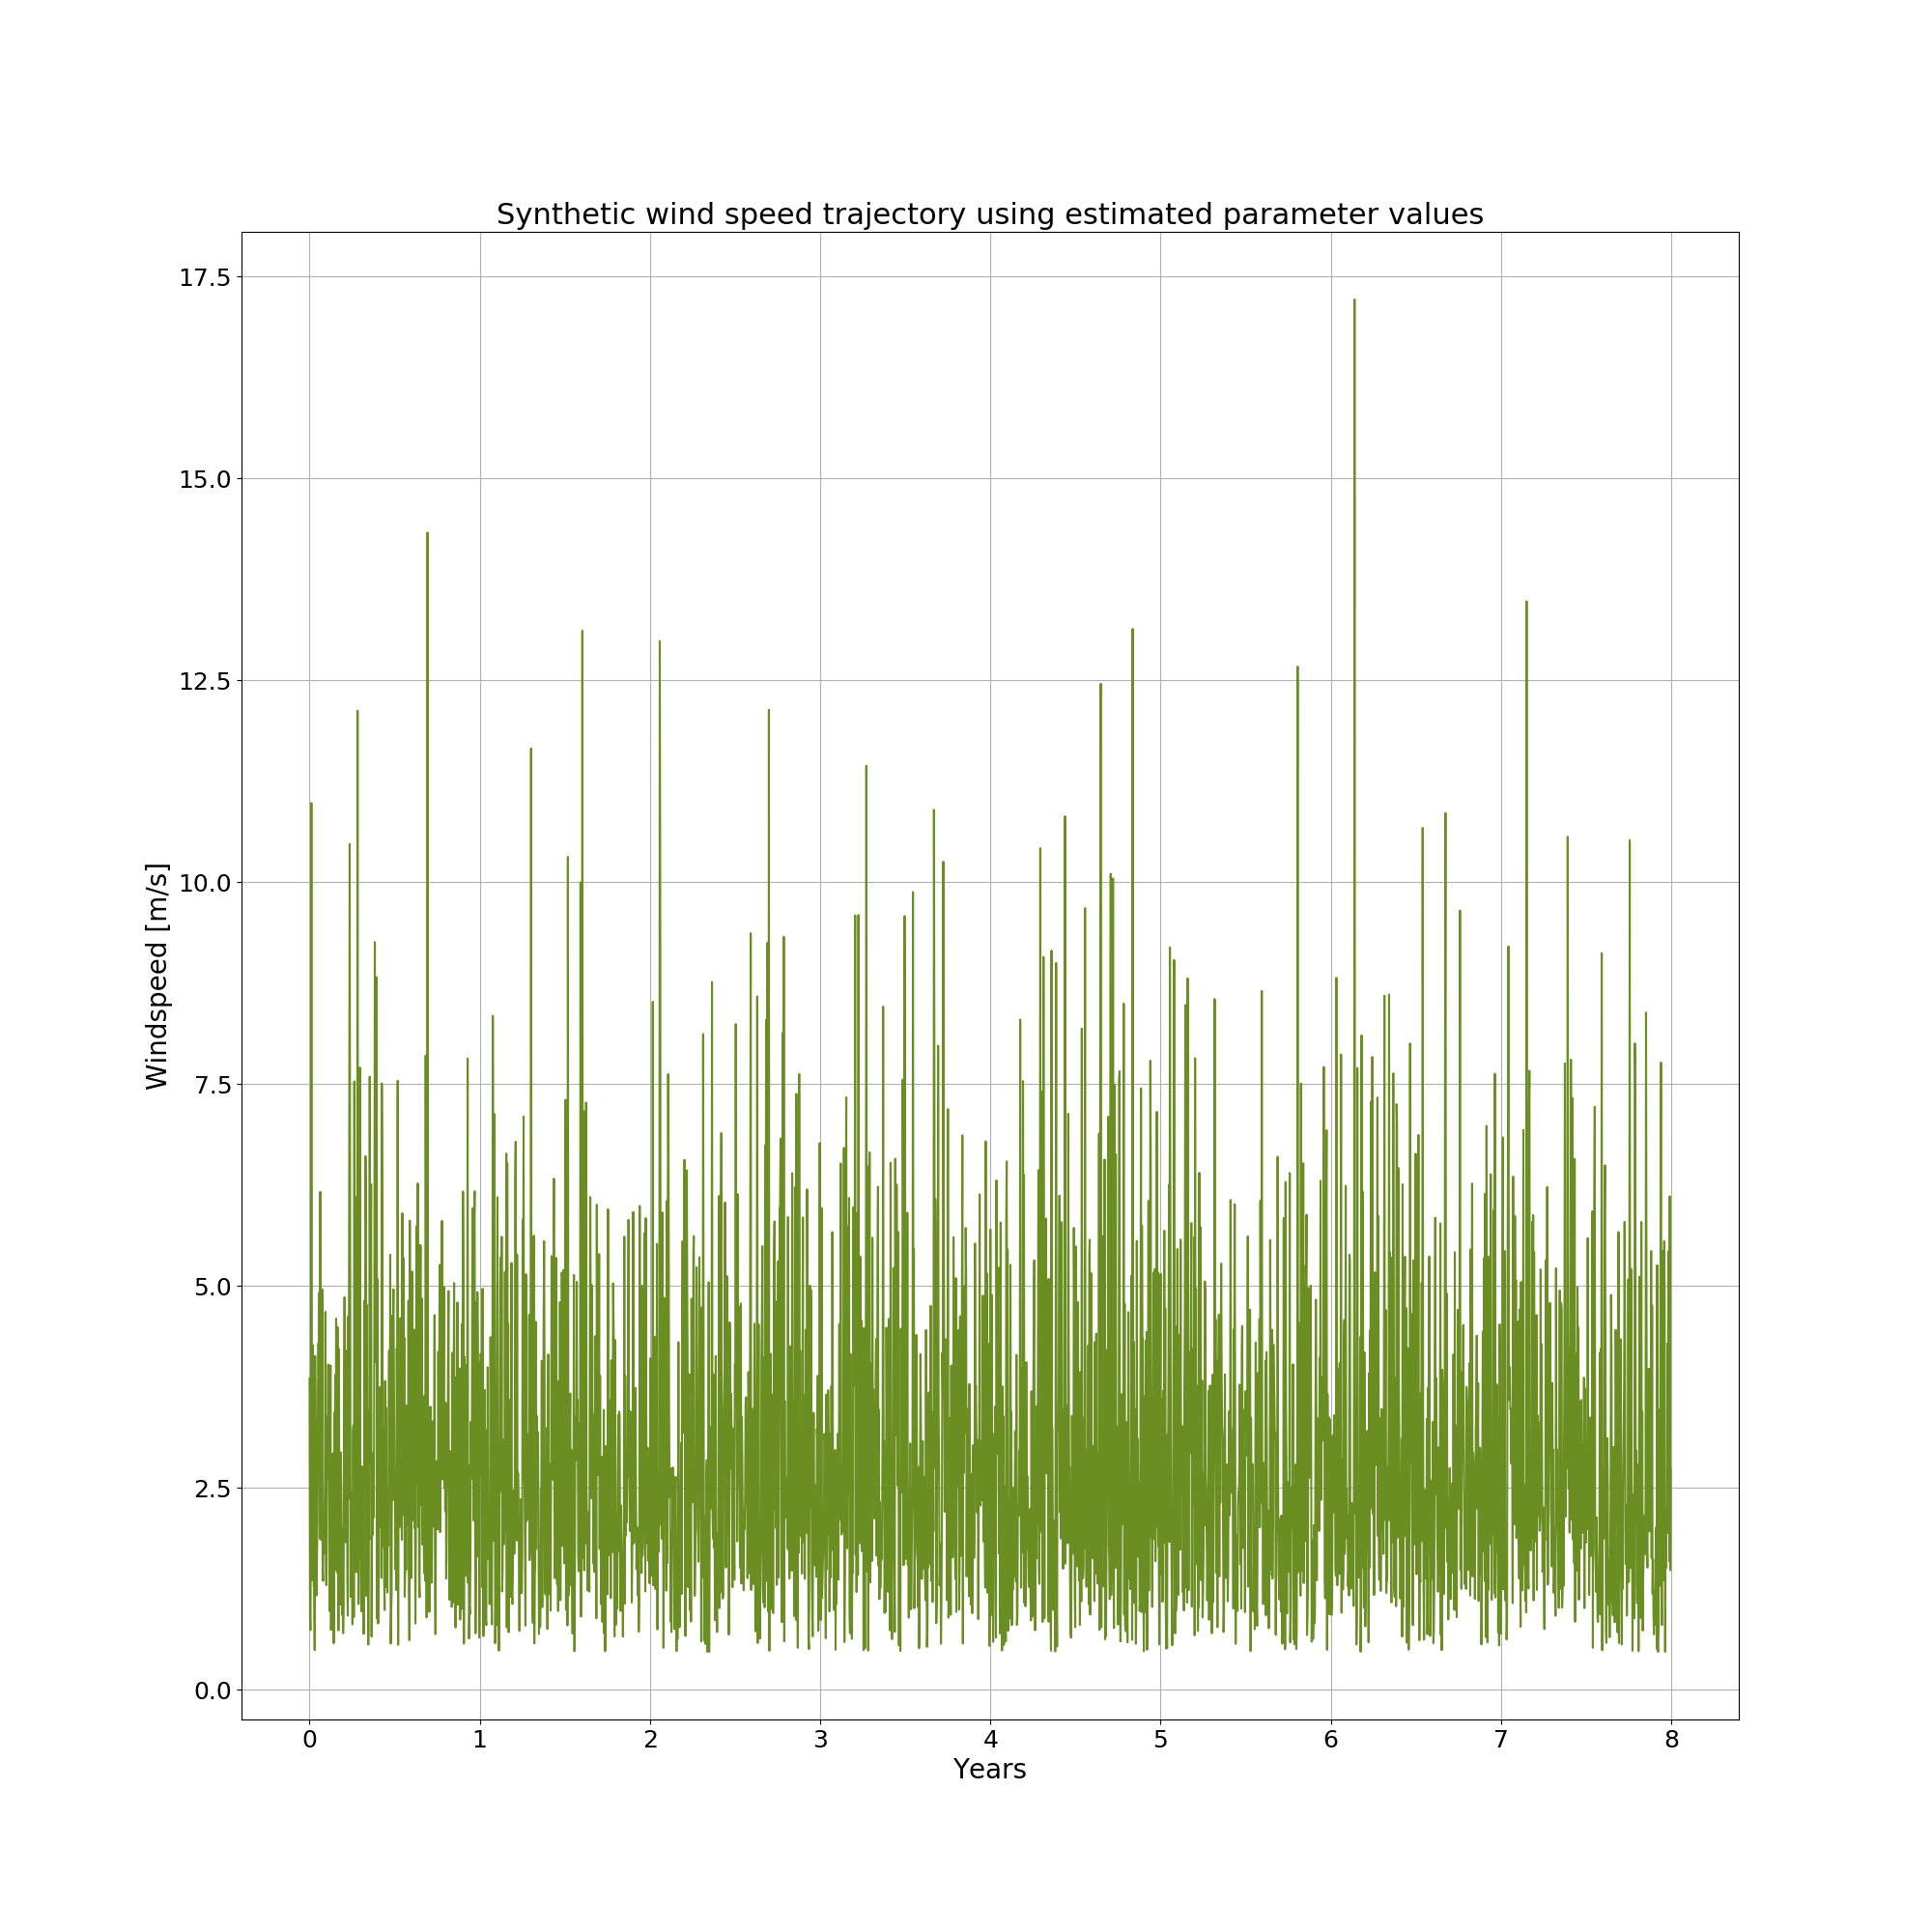 Synthetic wind speed trajectory using estimated parameter values
17.5
15.0
12.5
10.0
7.5
5.0
2.5
0.0
Windspeed [m/s]
0 1 2 3 4 5 6 7 8
Years